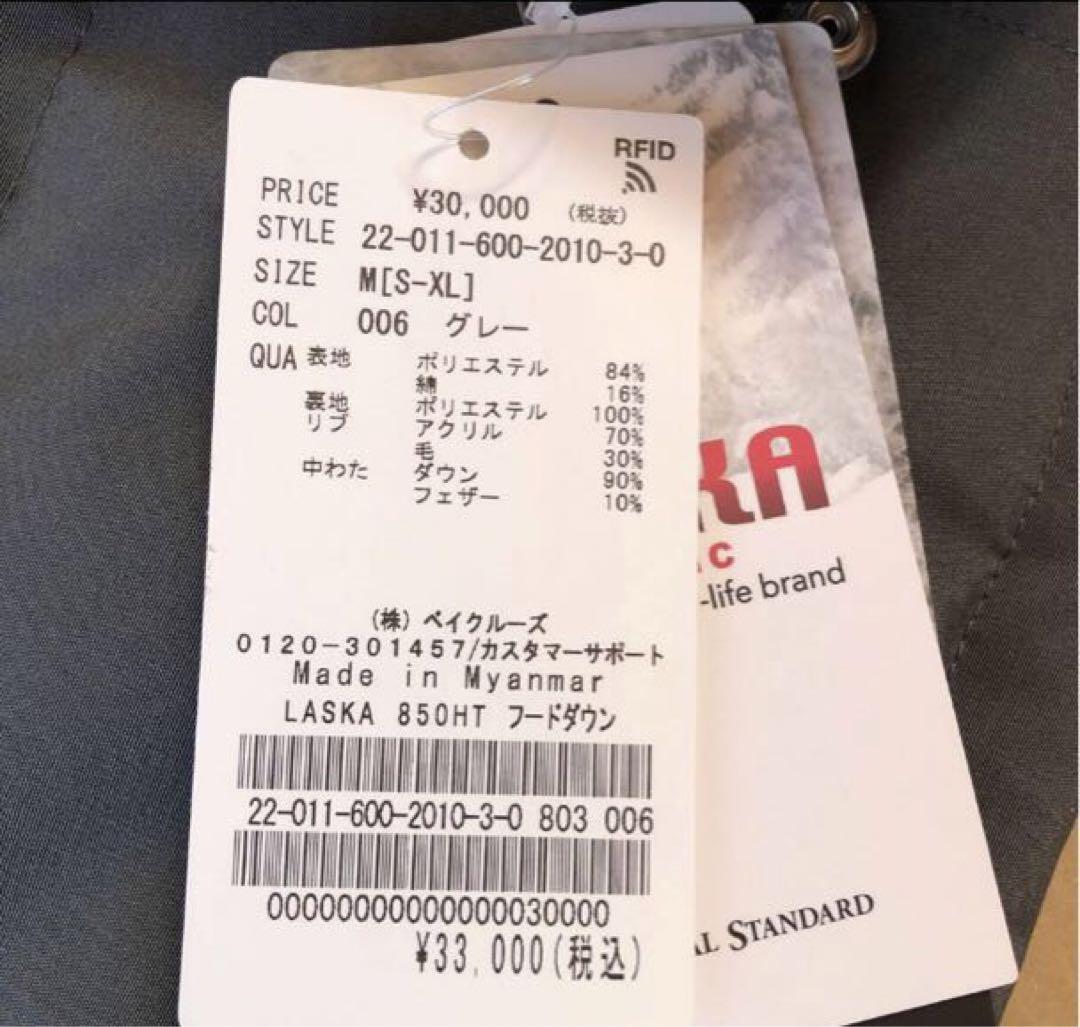 RFID
PRICE ¥30,000 (税抜)
STYLE 22-011-600-2010-3-0
SIZE M[S-XL]
COL 006 グレー
QUA 表地 ポリエステル 84%
綿 16%
裏地 ポリエステル 100%
リブ アクリル 70%
毛 30%
中わた ダウン 90%
フェザー 10%
(株) ベイクルーズ
0120-301457/カスタマーサポート
Made in Myanmar
LASKA 850HT フードダウン
22-011-600-2010-3-0 803 006
00000000000000030000
¥33,000(税込)
KA
c
-life brand
AL STANDARD